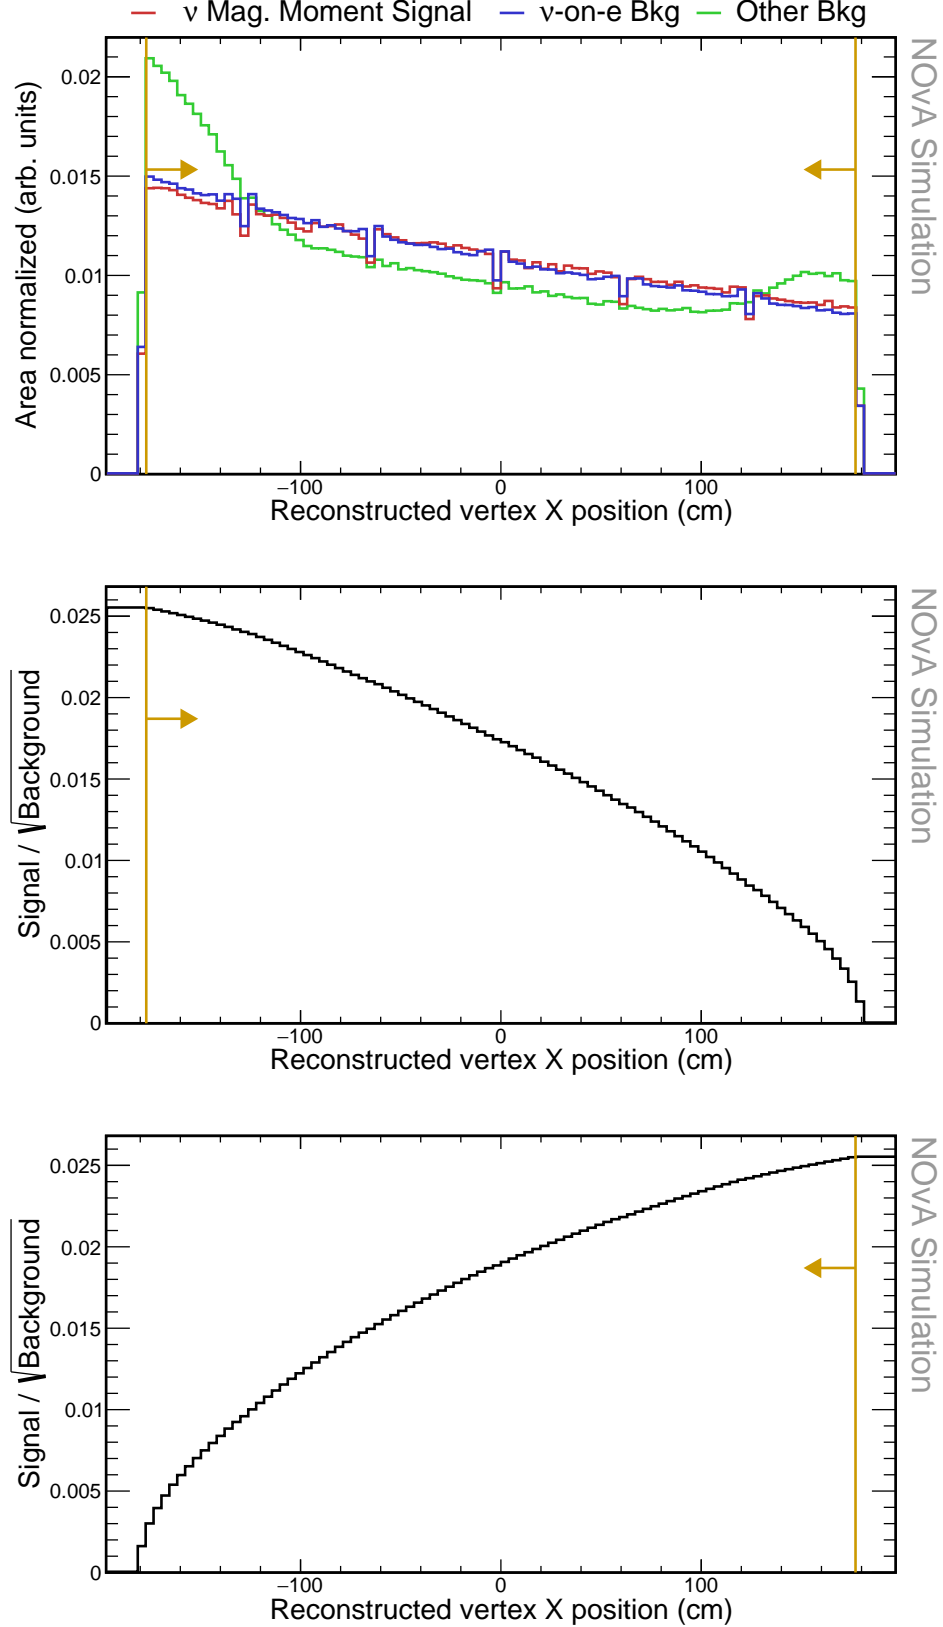 ν Mag. Moment Signal ν-on-e Bkg Other Bkg
NOνA Simulation
Area normalized (arb. units)
0.02
0.015
0.01
0.005
0
−100 0 100
Reconstructed vertex X position (cm)
NOνA Simulation
Signal / √Background
0.025
0.02
0.015
0.01
0.005
0
−100 0 100
Reconstructed vertex X position (cm)
NOνA Simulation
Signal / √Background
0.025
0.02
0.015
0.01
0.005
0
−100 0 100
Reconstructed vertex X position (cm)